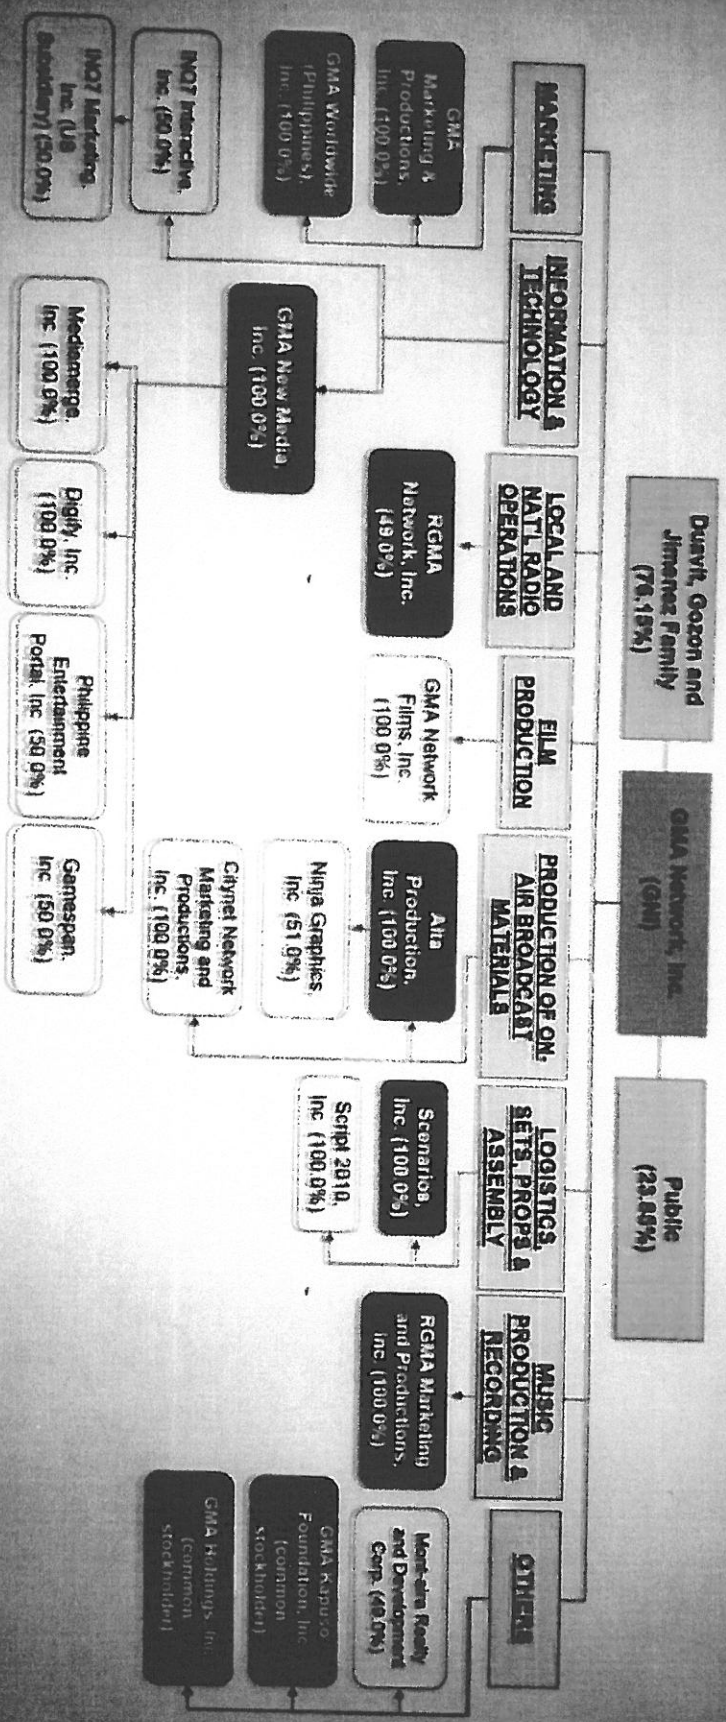 Duavit, Gozon and
Jimenez Family
(76.15%)
GMA Network, Inc.
(GNI)
Public
(23.85%)
MARKETING
INFORMATION &
TECHNOLOGY
LOCAL AND
NAT'L RADIO
OPERATIONS
FILM
PRODUCTION
PRODUCTION OF ON-
AIR BROADCAST
MATERIALS
LOGISTICS,
SETS, PROPS &
ASSEMBLY
MUSIC
PRODUCTION &
RECORDING
OTHERS
GMA
Marketing &
Productions,
Inc. (100.0%)
GMA Worldwide
(Philippines),
Inc. (100.0%)
INQ7 Interactive,
Inc. (50.0%)
INQ7 Marketing,
Inc. (US
Subsidiary) (50.0%)
GMA New Media,
Inc. (100.0%)
Mediamerge,
Inc. (100.0%)
Digify, Inc.
(100.0%)
Philippine
Entertainment
Portal, Inc (50.0%)
Gamespan,
Inc (50.0%)
RGMA
Network, Inc.
(49.0%)
GMA Network
Films, Inc.
(100.0%)
Alta
Production,
Inc. (100.0%)
Ninja Graphics,
Inc (51.0%)
Citynet Network
Marketing and
Productions,
Inc. (100.0%)
Scenarios,
Inc. (100.0%)
Script 2010,
Inc (100.0%)
RGMA Marketing
and Productions,
Inc. (100.0%)
Mont-aire Realty
and Development
Corp. (49.0%)
GMA Kapuso
Foundation, Inc
(common
stockholder)
GMA Holdings, Inc.
(common
stockholder)